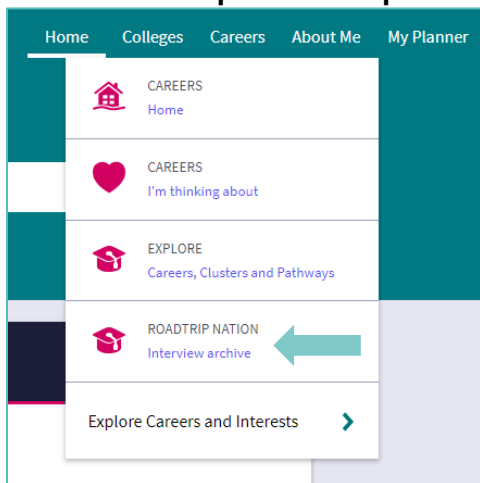 Home Colleges Careers About Me My Planner
CAREERS
Home
CAREERS
I'm thinking about
EXPLORE
Careers, Clusters and Pathways
ROADTRIP NATION
Interview archive
Explore Careers and Interests